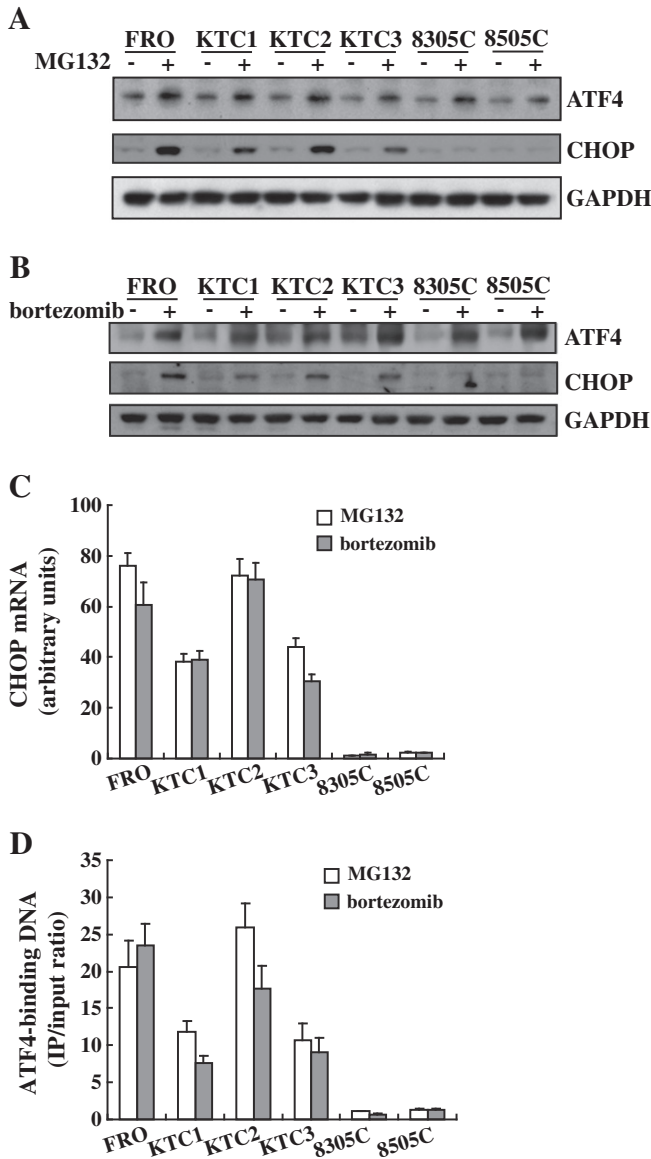 A
FRO KTC1 KTC2 KTC3 8305C 8505C
MG132 - + - + - + - + - + - +
ATF4
CHOP
GAPDH
B
FRO KTC1 KTC2 KTC3 8305C 8505C
bortezomib - + - + - + - + - + - +
ATF4
CHOP
GAPDH
C
CHOP mRNA
(arbitrary units)
100
80
60
40
20
0
MG132
bortezomib
FRO KTC1 KTC2 KTC3 8305C 8505C
D
ATF4-binding DNA
(IP/input ratio)
35
30
25
20
15
10
5
0
MG132
bortezomib
FRO KTC1 KTC2 KTC3 8305C 8505C